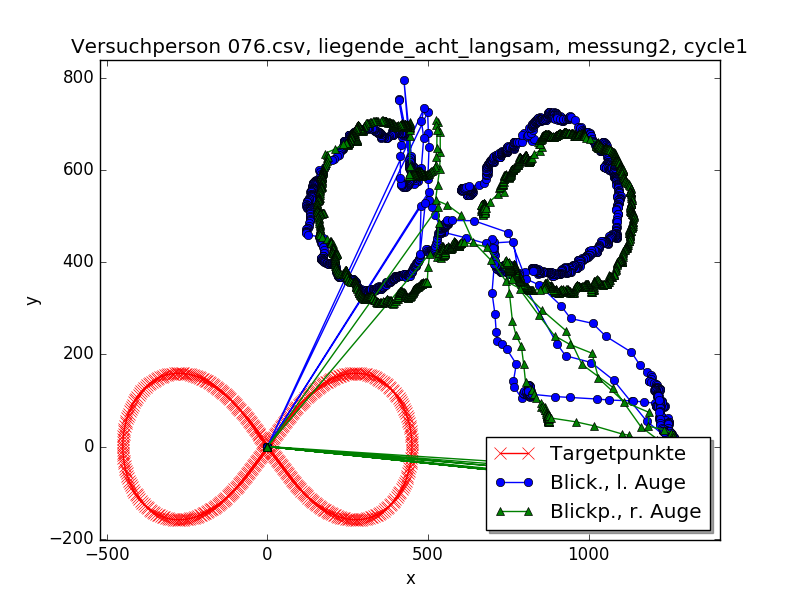 Versuchperson 076.csv, liegende_acht_langsam, messung2, cycle1
800
600
400
200
0
−200
y
−500
0
500
1000
x
Targetpunkte
Blick., l. Auge
Blickp., r. Auge